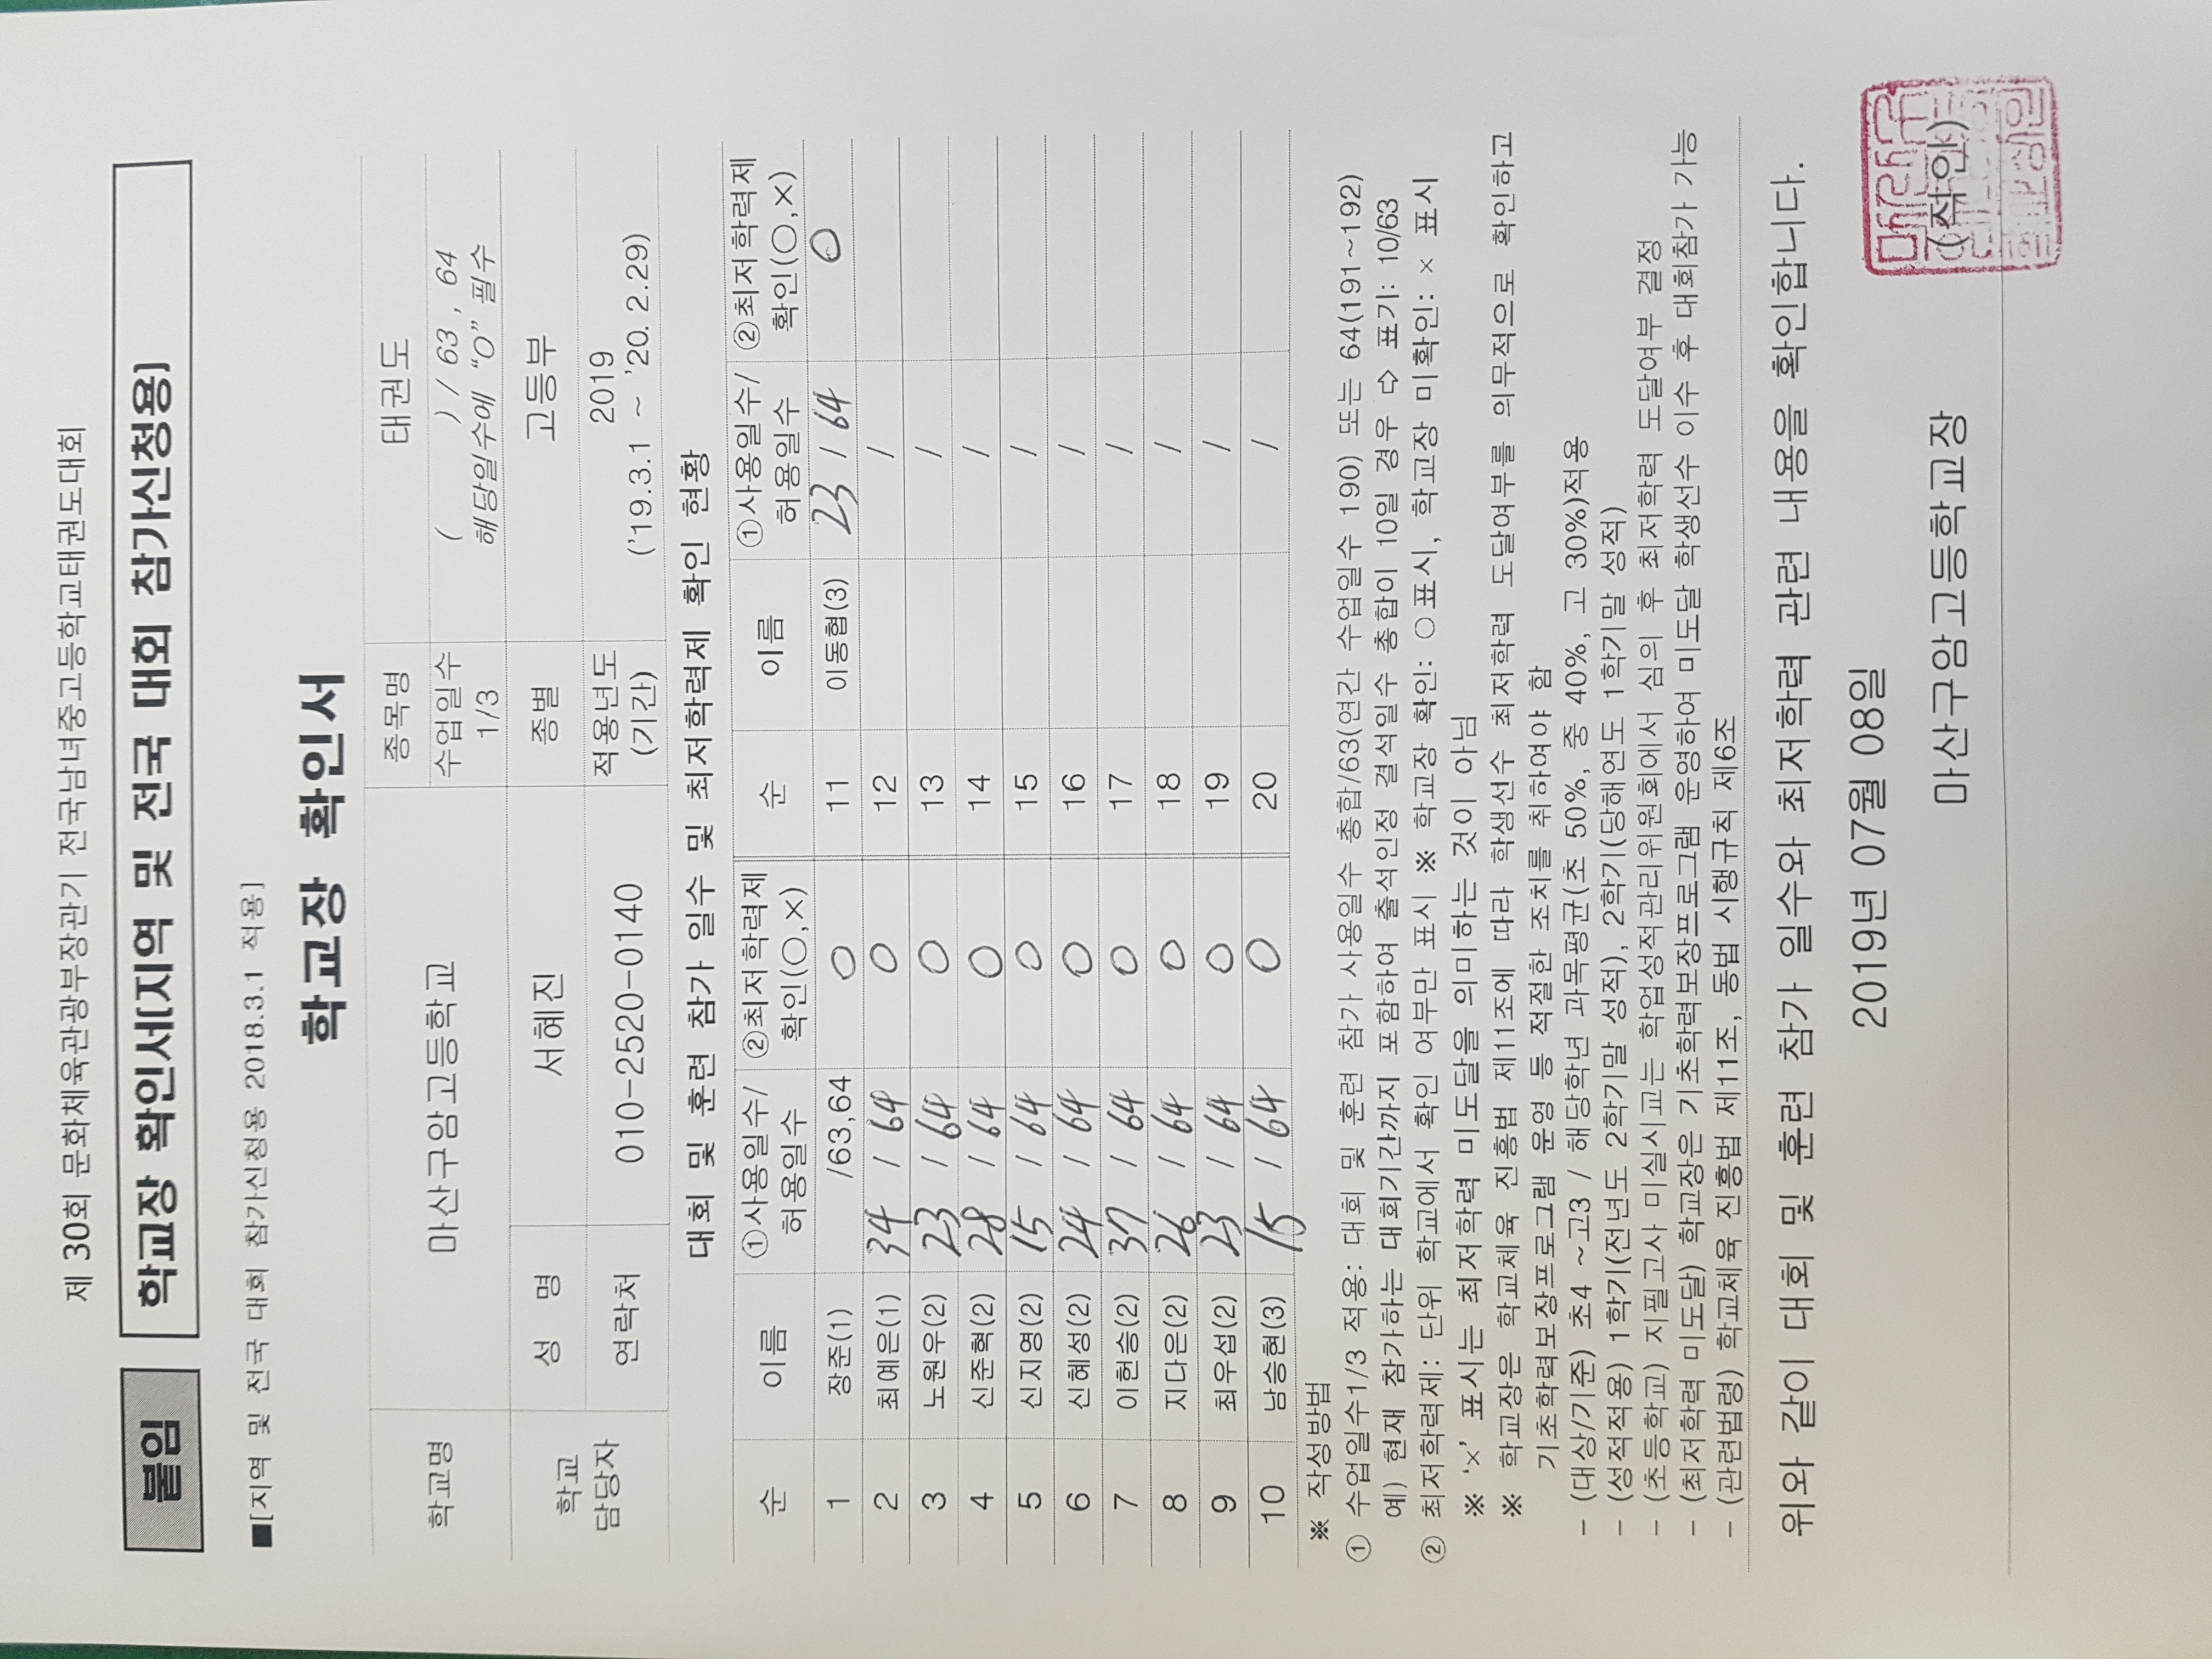 제 30회 문화체육관광부장관기 전국남녀중고등학교태권도대회
붙임 학교장 확인서(지역 및 전국 대회 참가신청용)
■[지역 및 전국 대회 참가신청용 2018.3.1 적용]
학교장 확인서
학교명 마산구암고등학교 종목명 태권도
수업일수 1/3 ( ) / 63 , 64
해당일수에 "O" 필수
학교 담당자 성 명 서혜진 종별 고등부
연락처 010-2520-0140 적용년도 (기간) 2019
('19.3.1 ~ '20. 2.29)
대회 및 훈련 참가 일수 및 최저학력제 확인 현황
순 이름 ①사용일수/허용일수 ②최저학력제 확인(○,×) 순 이름 ①사용일수/허용일수 ②최저학력제 확인(○,×)
1 장준(1) /63,64 ○ 11 이동협(3) 23 / 64 ○
2 최예은(1) 34 / 64 ○ 12 /
3 노원우(2) 23 / 64 ○ 13 /
4 신준혁(2) 28 / 64 ○ 14 /
5 신지영(2) 15 / 64 ○ 15 /
6 신혜성(2) 24 / 64 ○ 16 /
7 이헌승(2) 37 / 64 ○ 17 /
8 지다은(2) 26 / 64 ○ 18 /
9 최우섭(2) 23 / 64 ○ 19 /
10 남승현(3) 15 / 64 ○ 20 /
※ 작성방법
① 수업일수1/3 적용: 대회 및 훈련 참가 사용일수 총합/63(연간 수업일수 190) 또는 64(191~192)
예) 현재 참가하는 대회기간까지 포함하여 출석인정 결석일수 총합이 10일 경우 ⇨ 표기: 10/63
② 최저학력제: 단위 학교에서 확인 여부만 표시 ※ 학교장 확인: ○ 표시, 학교장 미확인: × 표시
※ '×' 표시는 최저학력 미도달을 의미하는 것이 아님
※ 학교장은 학교체육 진흥법 제11조에 따라 학생선수 최저학력 도달여부를 의무적으로 확인하고
기초학력보장프로그램 운영 등 적절한 조치를 취하여야 함
- (대상/기준) 초4 ~고3 / 해당학년 과목평균(초 50%, 중 40%, 고 30%)적용
- (성적적용) 1학기(전년도 2학기말 성적), 2학기(당해연도 1학기말 성적)
- (초등학교) 지필고사 미실시교는 학업성적관리위원회에서 심의 후 최저학력 도달여부 결정
- (최저학력 미도달) 학교장은 기초학력보장프로그램 운영하여 미도달 학생선수 이수 후 대회참가 가능
- (관련법령) 학교체육 진흥법 제11조, 동법 시행규칙 제6조
위와 같이 대회 및 훈련 참가 일수와 최저학력 관련 내용을 확인합니다.
2019년 07월 08일
마산구암고등학교장 (직인)